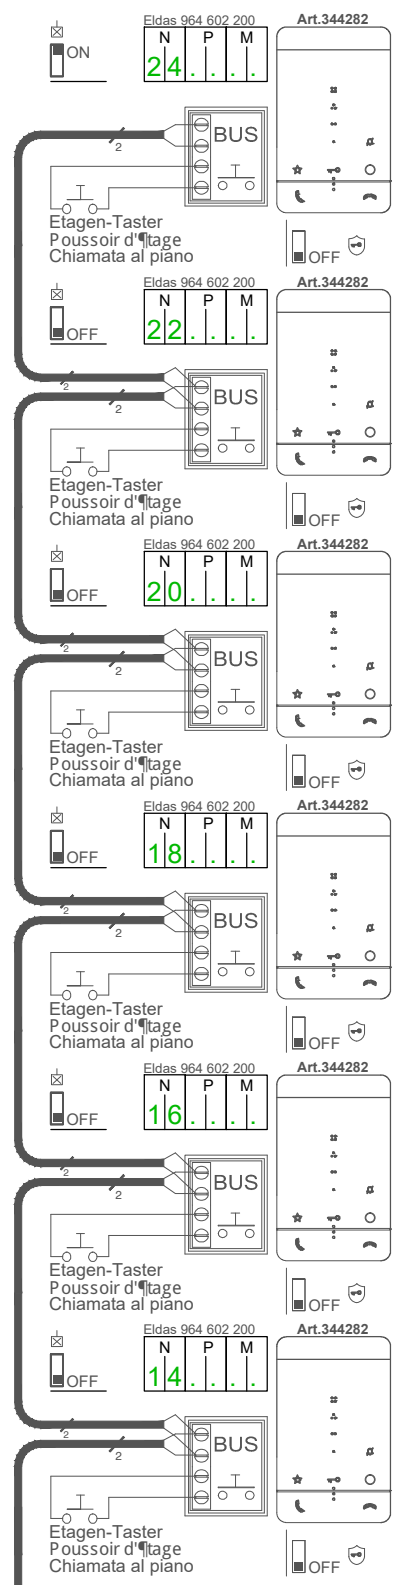 Eldas 964 602 200 Art.344282
ON
N P M
24. . . .
BUS
2
Etagen-Taster
Poussoir d'¶tage
Chiamata al piano
OFF
Eldas 964 602 200 Art.344282
N P M
22. . . .
OFF
2
BUS
2
Etagen-Taster
Poussoir d'¶tage
Chiamata al piano
OFF
Eldas 964 602 200 Art.344282
N P M
20. . . .
OFF
2
BUS
2
Etagen-Taster
Poussoir d'¶tage
Chiamata al piano
OFF
Eldas 964 602 200 Art.344282
N P M
18. . . .
OFF
2
BUS
2
Etagen-Taster
Poussoir d'¶tage
Chiamata al piano
OFF
Eldas 964 602 200 Art.344282
N P M
16. . . .
OFF
2
BUS
2
Etagen-Taster
Poussoir d'¶tage
Chiamata al piano
OFF
Eldas 964 602 200 Art.344282
N P M
14. . . .
OFF
2
BUS
2
Etagen-Taster
Poussoir d'¶tage
Chiamata al piano
OFF